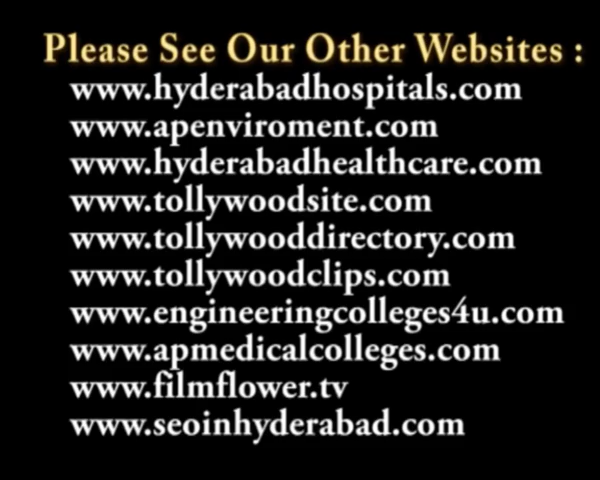 Please See Our Other Websites :
www.hyderabadhospitals.com
www.apenviroment.com
www.hyderabadhealthcare.com
www.tollywoodsite.com
www.tollywooddirectory.com
www.tollywoodclips.com
www.engineeringcolleges4u.com
www.apmedicalcolleges.com
www.filmflower.tv
www.seoinhyderabad.com